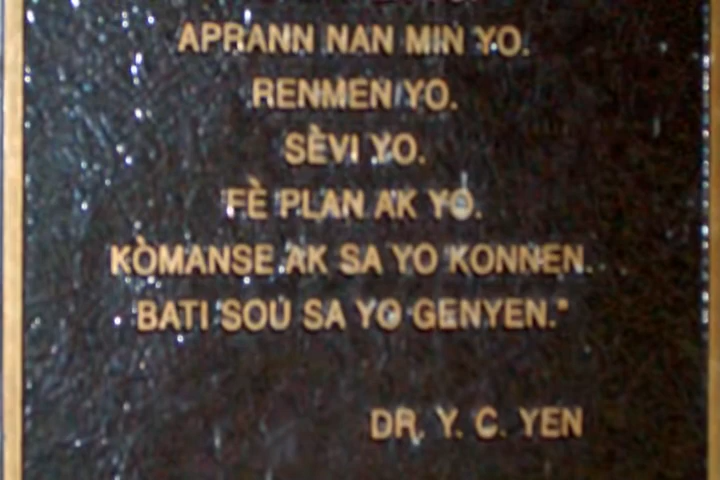 APRANN NAN MIN YO.
RENMEN YO.
SÈVI YO.
FÈ PLAN AK YO.
KÒMANSE AK SA YO KONNEN.
BATI SOU SA YO GENYEN."
DR. Y. C. YEN